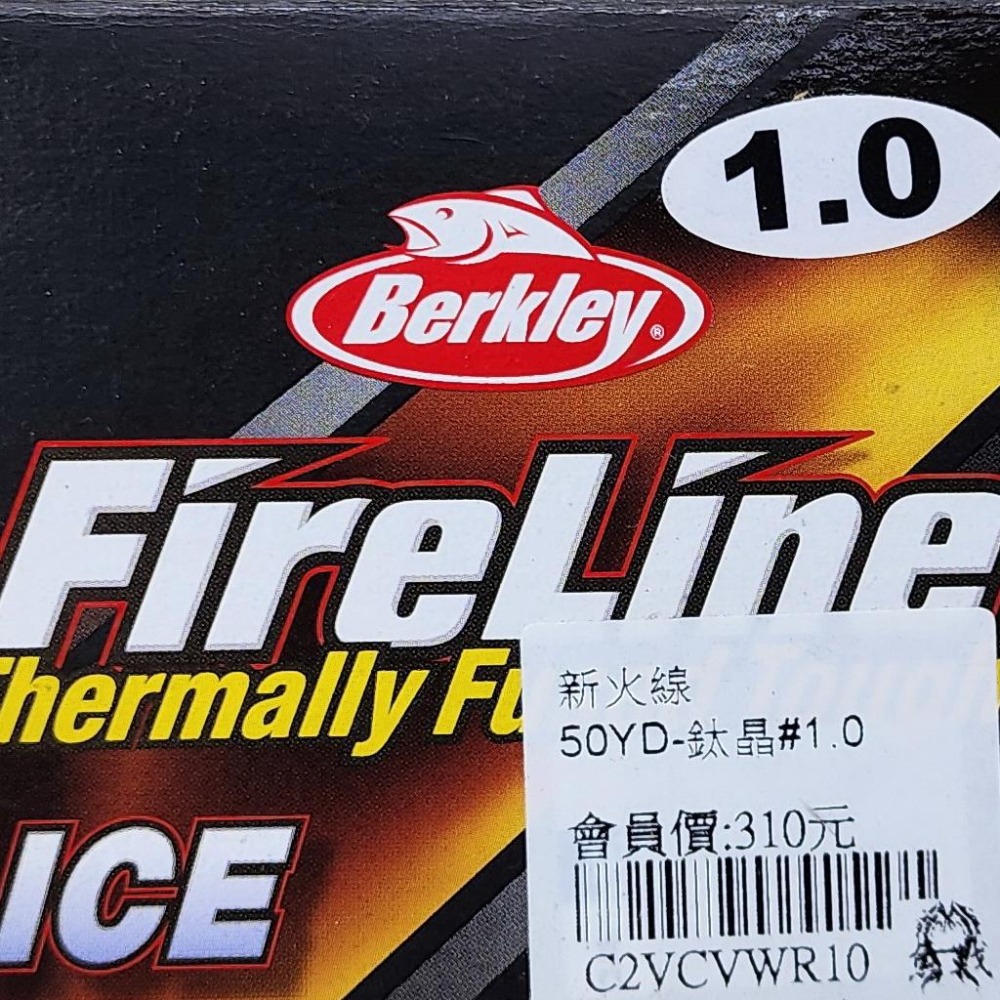 1.0
Berkley®
FireLine
Thermally Fu
新火線
50YD-鈦晶#1.0
會員價:310元
C2VCVWR10
ICE